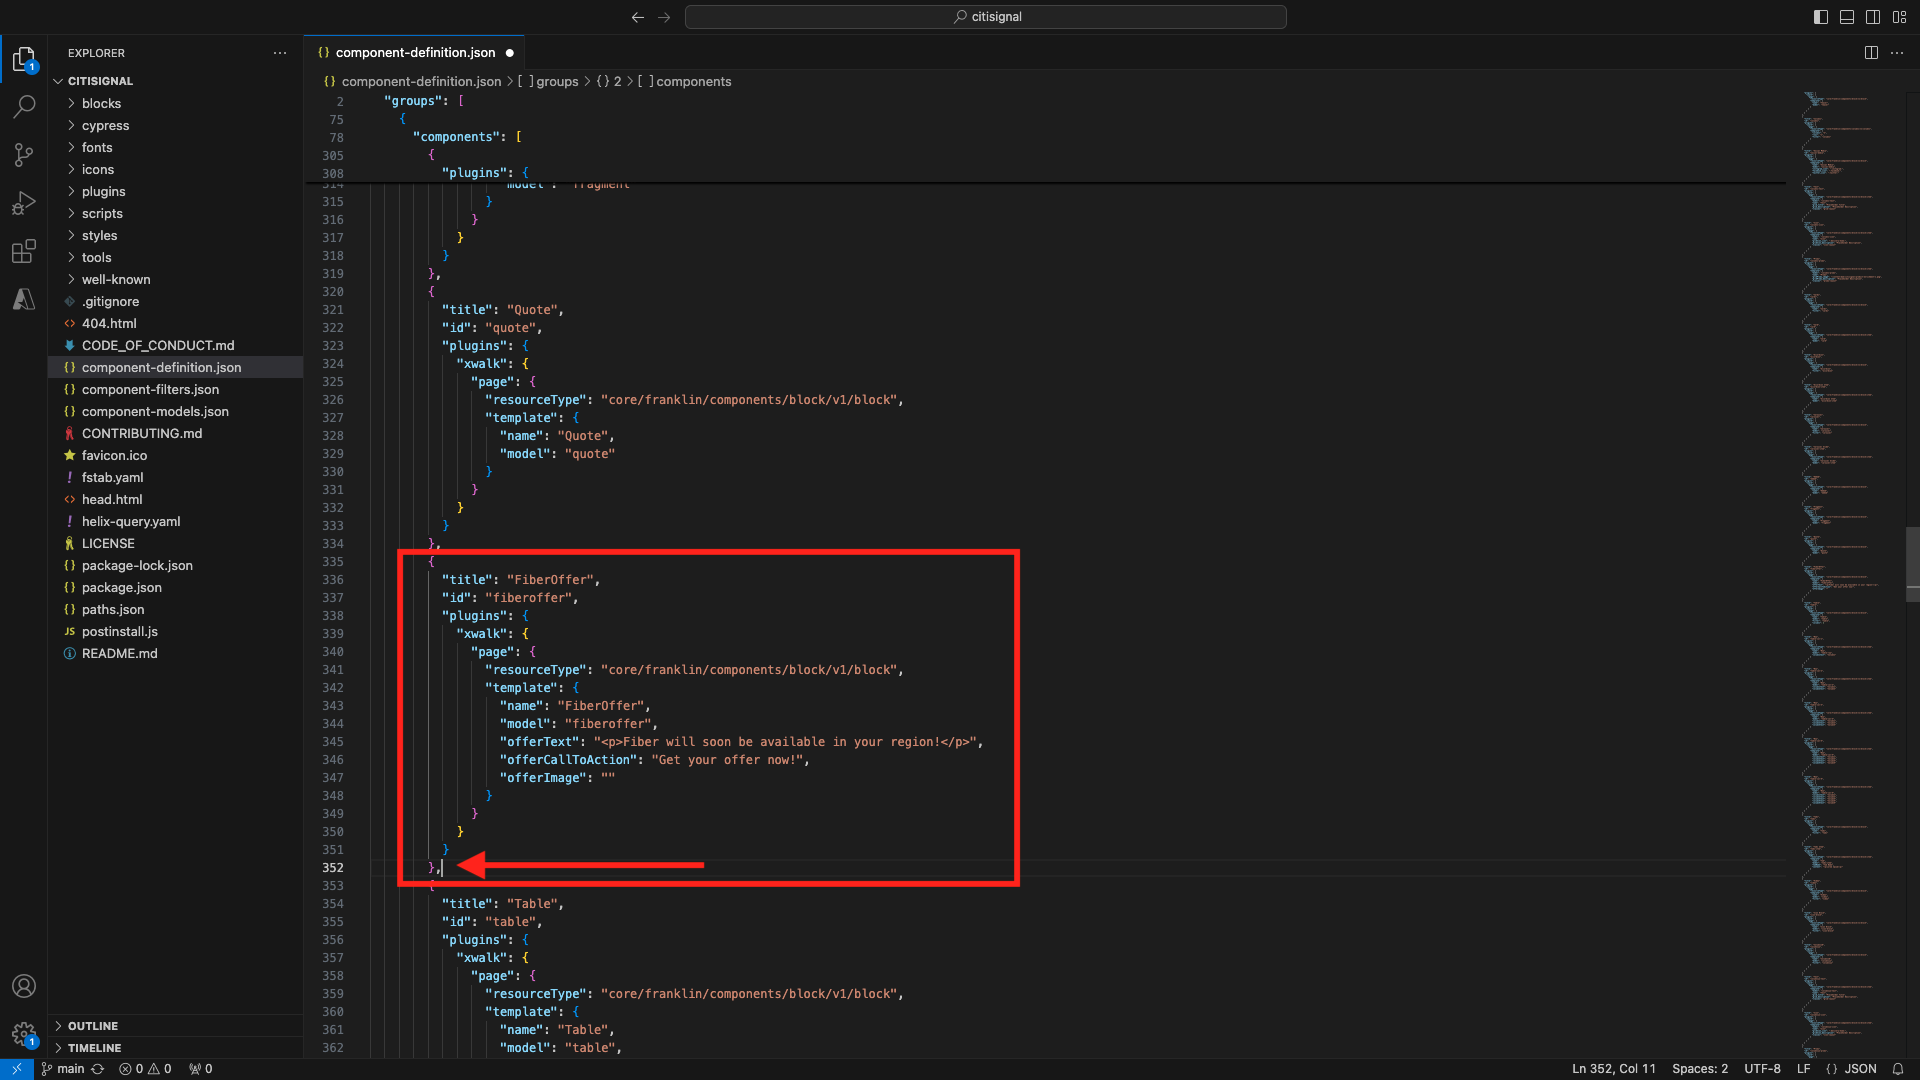 citisignal
EXPLORER
CITISIGNAL
blocks
cypress
fonts
icons
plugins
scripts
styles
tools
well-known
.gitignore
404.html
CODE_OF_CONDUCT.md
component-definition.json
component-filters.json
component-models.json
CONTRIBUTING.md
favicon.ico
fstab.yaml
head.html
helix-query.yaml
LICENSE
package-lock.json
package.json
paths.json
postinstall.js
README.md
OUTLINE
TIMELINE
1
1
{} component-definition.json
{} component-definition.json > [ ] groups > {} 2 > [ ] components
2 "groups": [
75 {
78 "components": [
305 {
308 "plugins": {
314 "model": "fragment"
315 }
316 }
317 }
318 }
319 },
320 {
321 "title": "Quote",
322 "id": "quote",
323 "plugins": {
324 "xwalk": {
325 "page": {
326 "resourceType": "core/franklin/components/block/v1/block",
327 "template": {
328 "name": "Quote",
329 "model": "quote"
330 }
331 }
332 }
333 }
334 },
335 {
336 "title": "FiberOffer",
337 "id": "fiberoffer",
338 "plugins": {
339 "xwalk": {
340 "page": {
341 "resourceType": "core/franklin/components/block/v1/block",
342 "template": {
343 "name": "FiberOffer",
344 "model": "fiberoffer",
345 "offerText": "<p>Fiber will soon be available in your region!</p>",
346 "offerCallToAction": "Get your offer now!",
347 "offerImage": ""
348 }
349 }
350 }
351 }
352 },
353 {
354 "title": "Table",
355 "id": "table",
356 "plugins": {
357 "xwalk": {
358 "page": {
359 "resourceType": "core/franklin/components/block/v1/block",
360 "template": {
361 "name": "Table",
362 "model": "table",
main 0 0 0 Ln 352, Col 11 Spaces: 2 UTF-8 LF {} JSON